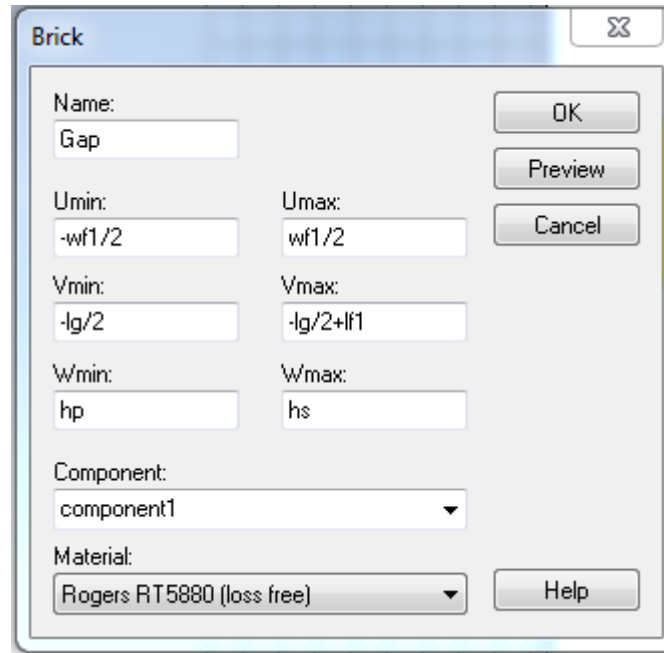 Brick
Name:
OK
Gap
Preview
Umin:
Umax:
Cancel
-wf1/2
wf1/2
Vmin:
Vmax:
-lg/2
-lg/2+lf1
Wmin:
Wmax:
hp
hs
Component:
component1
Material:
Rogers RT5880 (loss free)
Help